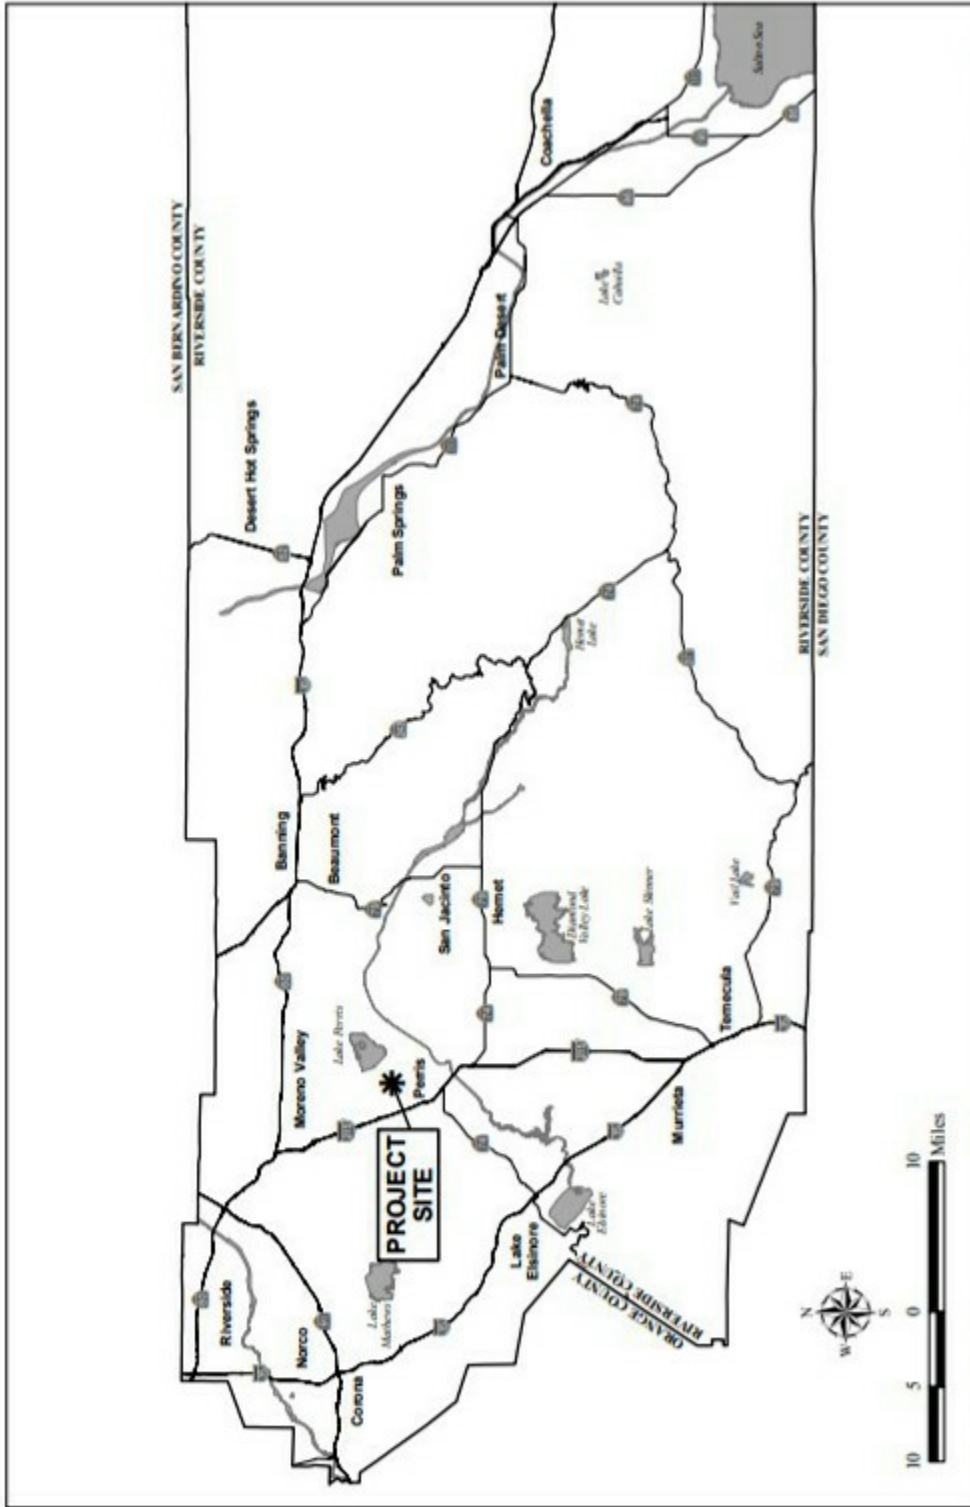 SAN BERNARDINO COUNTY
RIVERSIDE COUNTY
Desert Hot Springs
Banning
Beaumont
Moreno Valley
Riverside
Norco
Corona
Lake
Mathews
PROJECT
SITE
Lake Perris
Perris
San Jacinto
Hemet
Palm Springs
Palm Desert
Coachella
Lake
Cahuilla
Salton Sea
Hemet
Lake
Diamond
Valley Lake
Lake Skinner
Vail Lake
Lake
Elsinore
Lake
Elsinore
Murrieta
Temecula
ORANGE COUNTY
RIVERSIDE COUNTY
RIVERSIDE COUNTY
SAN DIEGO COUNTY
N
W
E
S
10
5
0
10
Miles